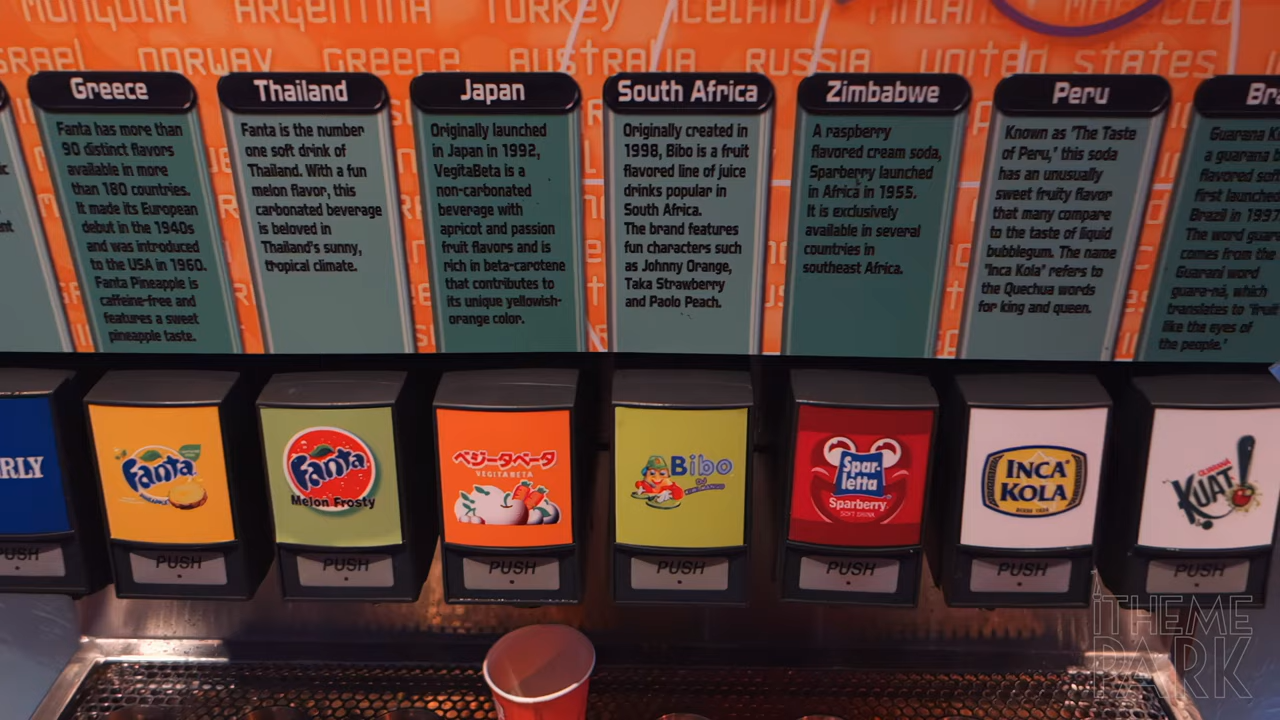 MONGOLIA ARGENTINA TURKEY ICELAND FINLAND MOROCCO
ISRAEL NORWAY GREECE AUSTRALIA RUSSIA UNITED STATES
Greece
Fanta has more than
90 distinct flavors
available in more
than 180 countries.
It made its European
debut in the 1940s
and was introduced
to the USA in 1960.
Fanta Pineapple is
caffeine-free and
features a sweet
pineapple taste.
Thailand
Fanta is the number
one soft drink of
Thailand. With a fun
melon flavor, this
carbonated beverage
is beloved in
Thailand's sunny,
tropical climate.
Japan
Originally launched
in Japan in 1992,
VegitaBeta is a
non-carbonated
beverage with
apricot and passion
fruit flavors and is
rich in beta-carotene
that contributes to
its unique yellowish-
orange color.
South Africa
Originally created in
1998, Bibo is a fruit
flavored line of juice
drinks popular in
South Africa.
The brand features
fun characters such
as Johnny Orange,
Taka Strawberry
and Paolo Peach.
Zimbabwe
A raspberry
flavored cream soda,
Sparberry launched
in Africa in 1955.
It is exclusively
available in several
countries in
southeast Africa.
Peru
Known as "The Taste
of Peru," this soda
has an unusually
sweet fruity flavor
that many compare
to the taste of liquid
bubblegum. The name
"Inca Kola" refers to
the Quechua words
for king and queen.
Bra
Guarana K
a guarana b
flavored sof
first launched
Brazil in 1997
The word guar
comes from the
Guarani word
guara-ná, which
translates to "fruit
like the eyes of
the people."
RLY
PUSH
Fanta
PINEAPPLE
PUSH
Fanta
Melon Frosty
PUSH
ベジータベータ
VEGITABETA
PUSH
Bibo
PUSH
Spar-
letta
Sparberry
SOFT DRINK
PUSH
INCA
KOLA
DESDE 1935
PUSH
GUARANÁ
KUAT!
PUSH
iTHEME
PARK